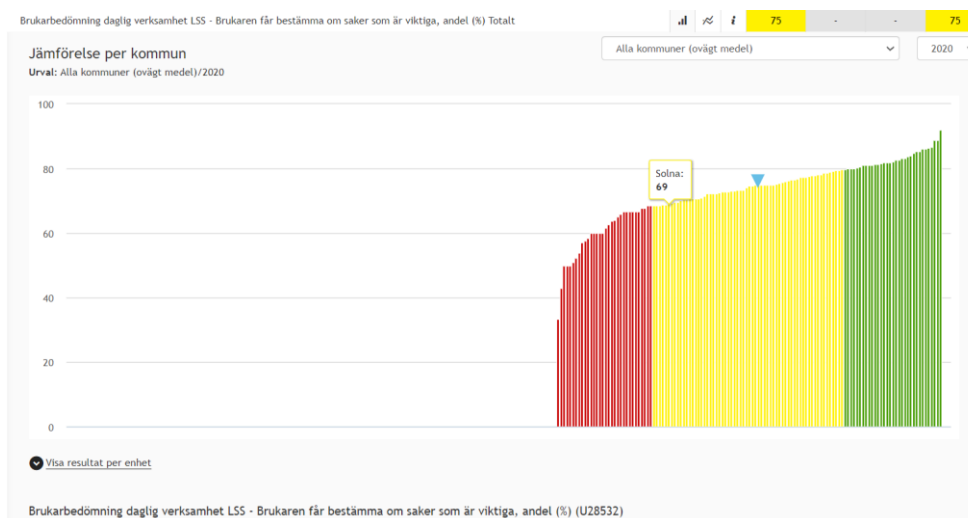 Brukarbedömning daglig verksamhet LSS - Brukaren får bestämma om saker som är viktiga, andel (%) Totalt
i 75 - - 75
Jämförelse per kommun
Alla kommuner (ovägt medel) 2020
Urval: Alla kommuner (ovägt medel)/2020
100
80
60
40
20
0
Solna:
69
Visa resultat per enhet
Brukarbedömning daglig verksamhet LSS - Brukaren får bestämma om saker som är viktiga, andel (%) (U28532)